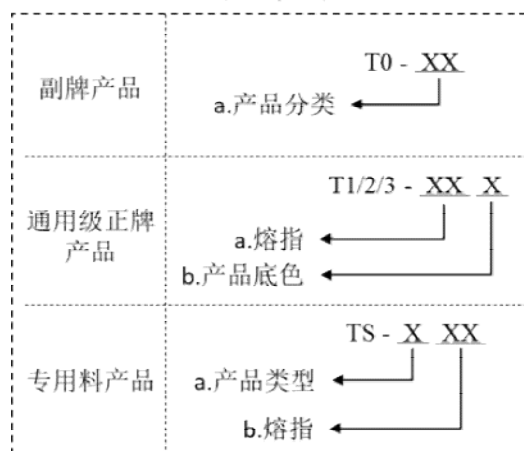 副牌产品
T0 - XX
a.产品分类
通用级正牌
产品
T1/2/3 - XX X
a.熔指
b.产品底色
专用料产品
TS - X XX
a.产品类型
b.熔指